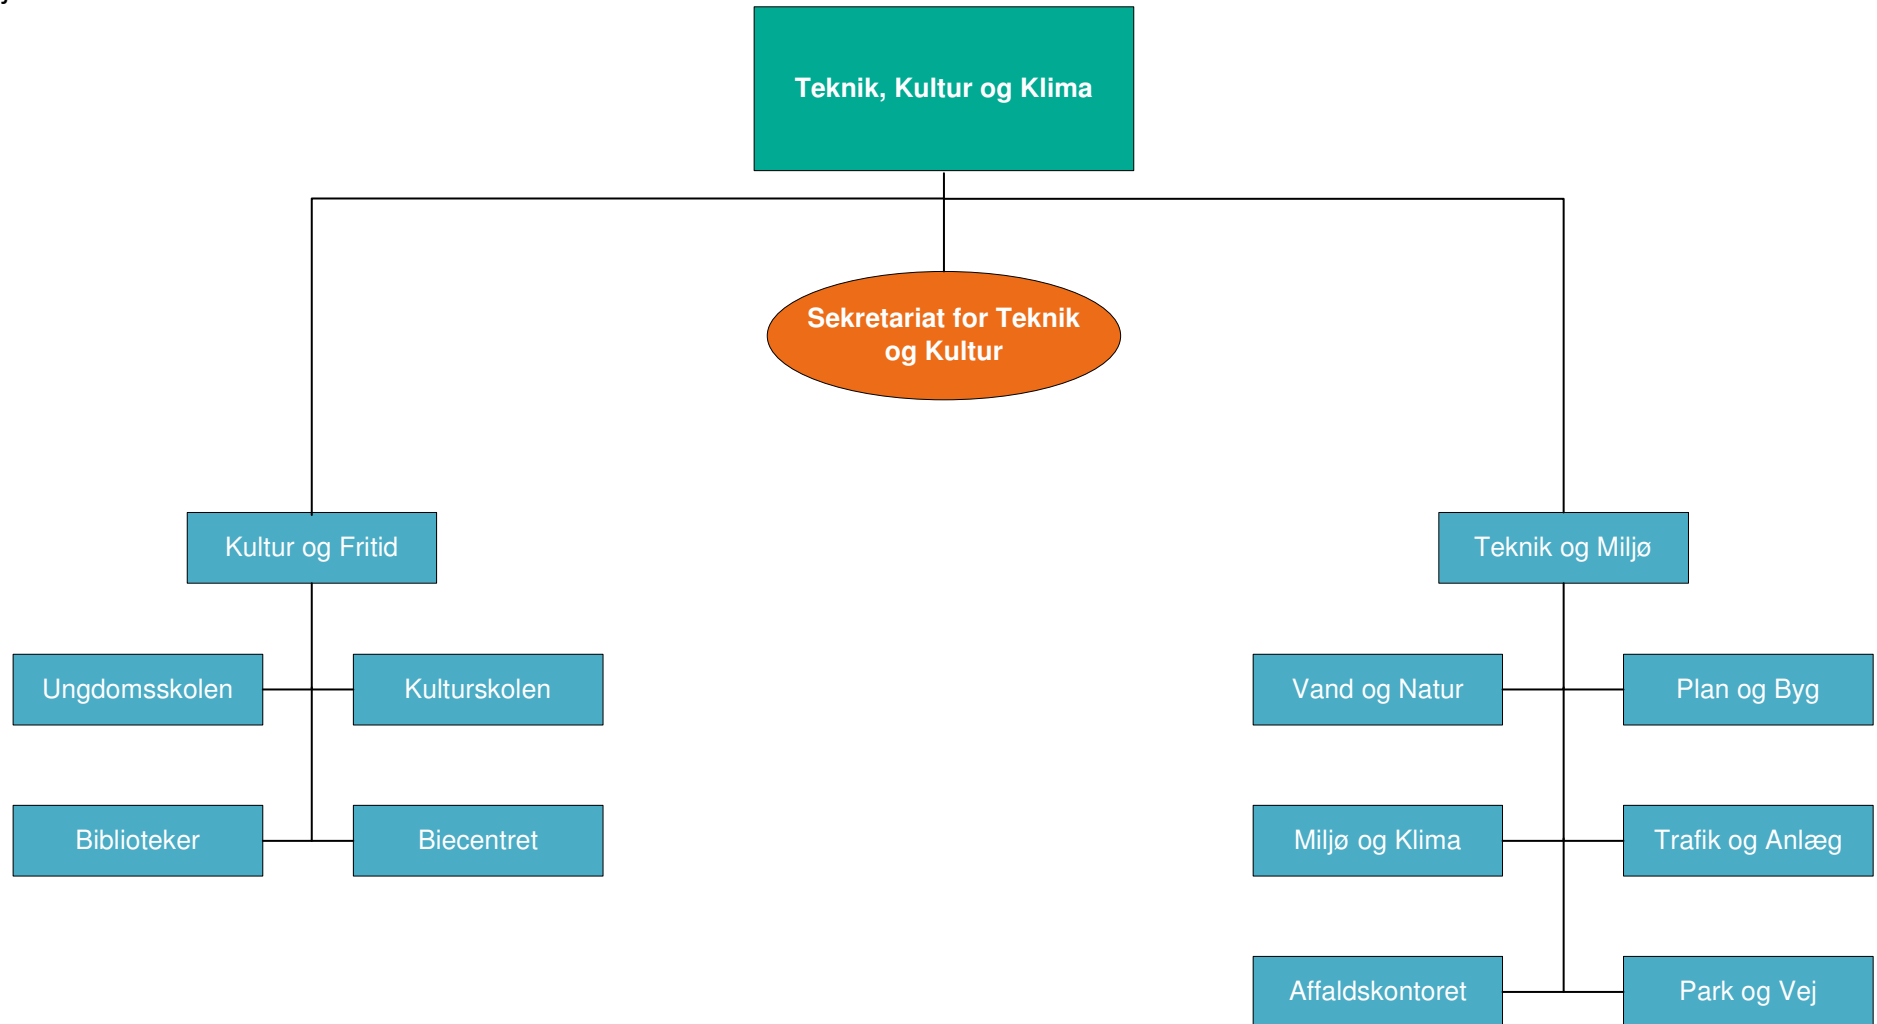 Teknik, Kultur og Klima
Sekretariat for Teknik
og Kultur
Kultur og Fritid
Teknik og Miljø
Ungdomsskolen
Kulturskolen
Vand og Natur
Plan og Byg
Biblioteker
Biecentret
Miljø og Klima
Trafik og Anlæg
Affaldskontoret
Park og Vej